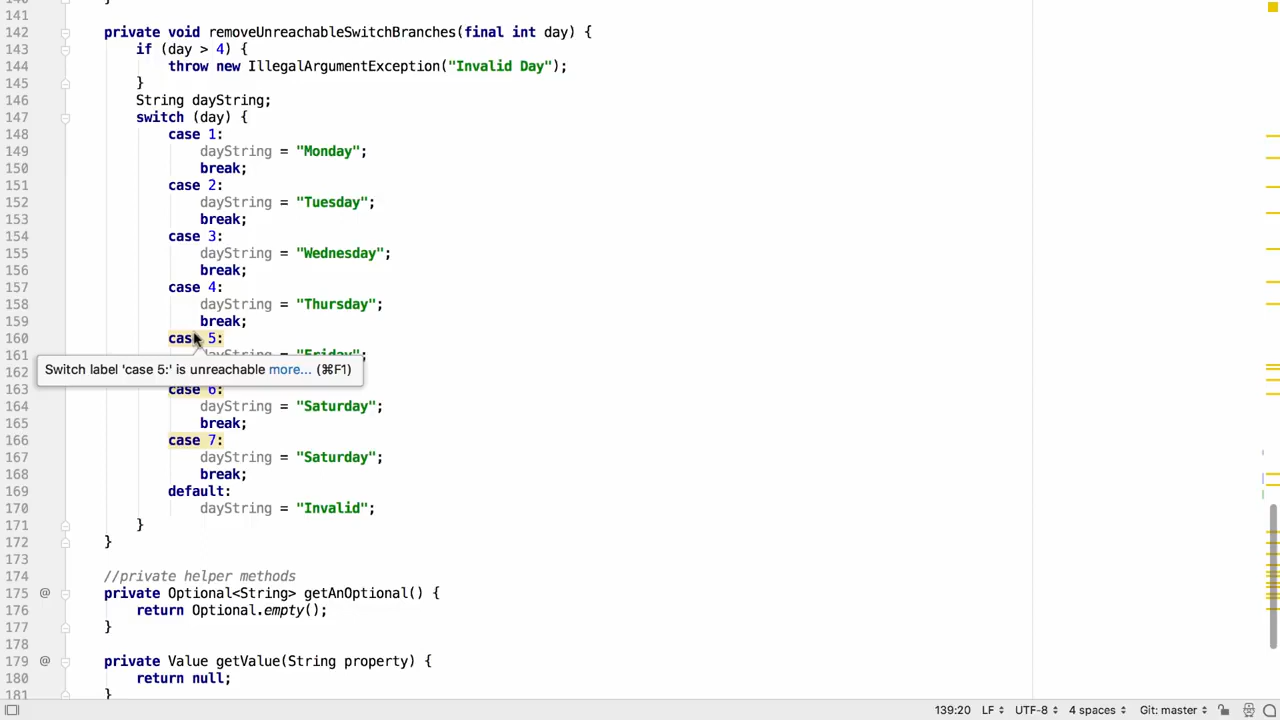 140 }
141
142 private void removeUnreachableSwitchBranches(final int day) {
143 if (day > 4) {
144 throw new IllegalArgumentException("Invalid Day");
145 }
146 String dayString;
147 switch (day) {
148 case 1:
149 dayString = "Monday";
150 break;
151 case 2:
152 dayString = "Tuesday";
153 break;
154 case 3:
155 dayString = "Wednesday";
156 break;
157 case 4:
158 dayString = "Thursday";
159 break;
160 case 5:
161 dayString = "Friday";
162 Switch label 'case 5:' is unreachable more... (⌘F1)
163 case 6:
164 dayString = "Saturday";
165 break;
166 case 7:
167 dayString = "Saturday";
168 break;
169 default:
170 dayString = "Invalid";
171 }
172 }
173
174 //private helper methods
175 @ private Optional<String> getAnOptional() {
176 return Optional.empty();
177 }
178
179 @ private Value getValue(String property) {
180 return null;
181 }
139:20 LF UTF-8 4 spaces Git: master